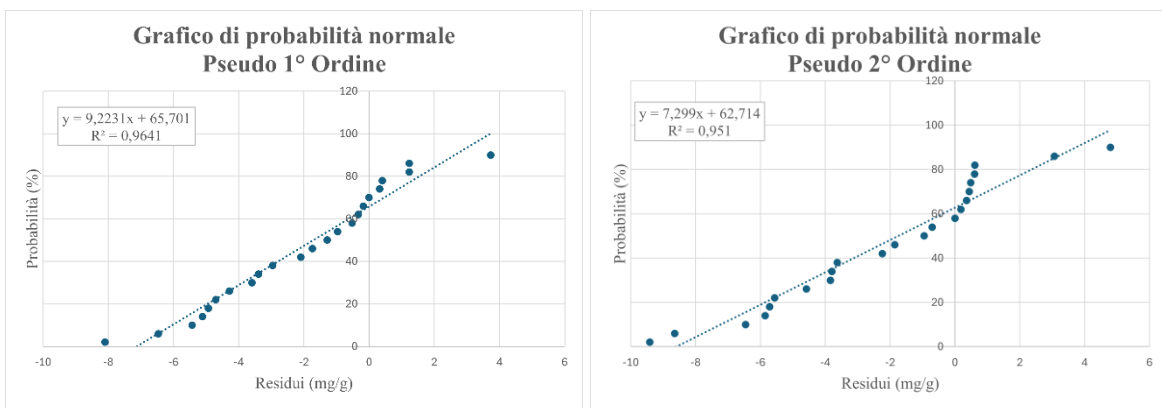 Grafico di probabilità normale
Pseudo 1° Ordine
y = 9,2231x + 65,701
R² = 0,9641
Probabilità (%)
120
100
80
60
40
20
0
-10 -8 -6 -4 -2 0 2 4 6
Residui (mg/g)
Grafico di probabilità normale
Pseudo 2° Ordine
y = 7,299x + 62,714
R² = 0,951
Probabilità (%)
120
100
80
60
40
20
0
-10 -8 -6 -4 -2 0 2 4 6
Residui (mg/g)